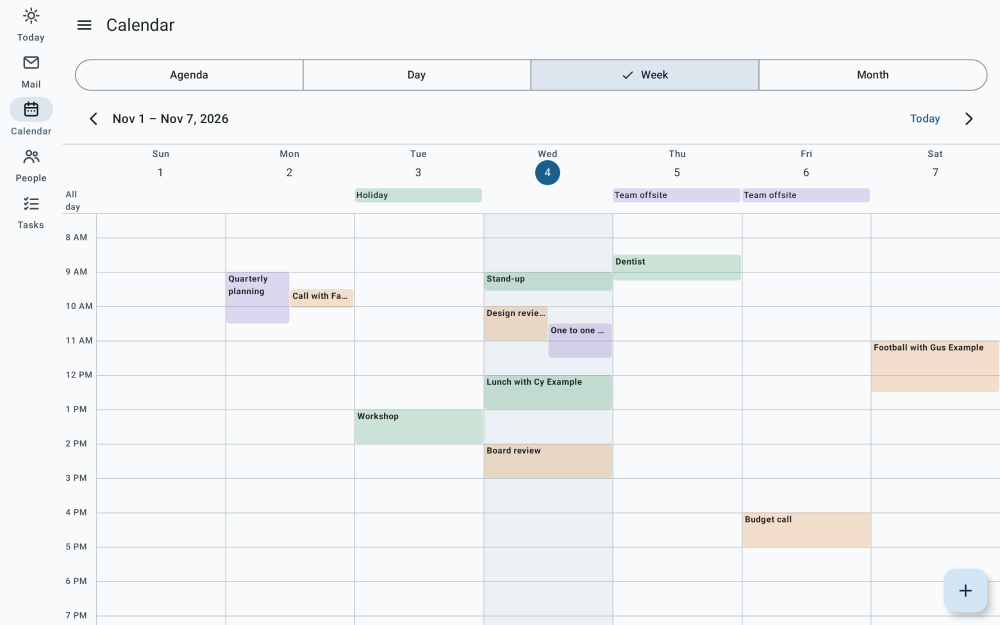 Today
Mail
Calendar
People
Tasks
Calendar
Agenda
Day
Week
Month
Nov 1 – Nov 7, 2026
Today
Sun
Mon
Tue
Wed
Thu
Fri
Sat
1
2
3
4
5
6
7
All
day
Holiday
Team offsite
Team offsite
8 AM
9 AM
10 AM
11 AM
12 PM
1 PM
2 PM
3 PM
4 PM
5 PM
6 PM
7 PM
Quarterly
planning
Call with Fa…
Workshop
Stand-up
Design revie…
One to one …
Lunch with Cy Example
Board review
Dentist
Budget call
Football with Gus Example